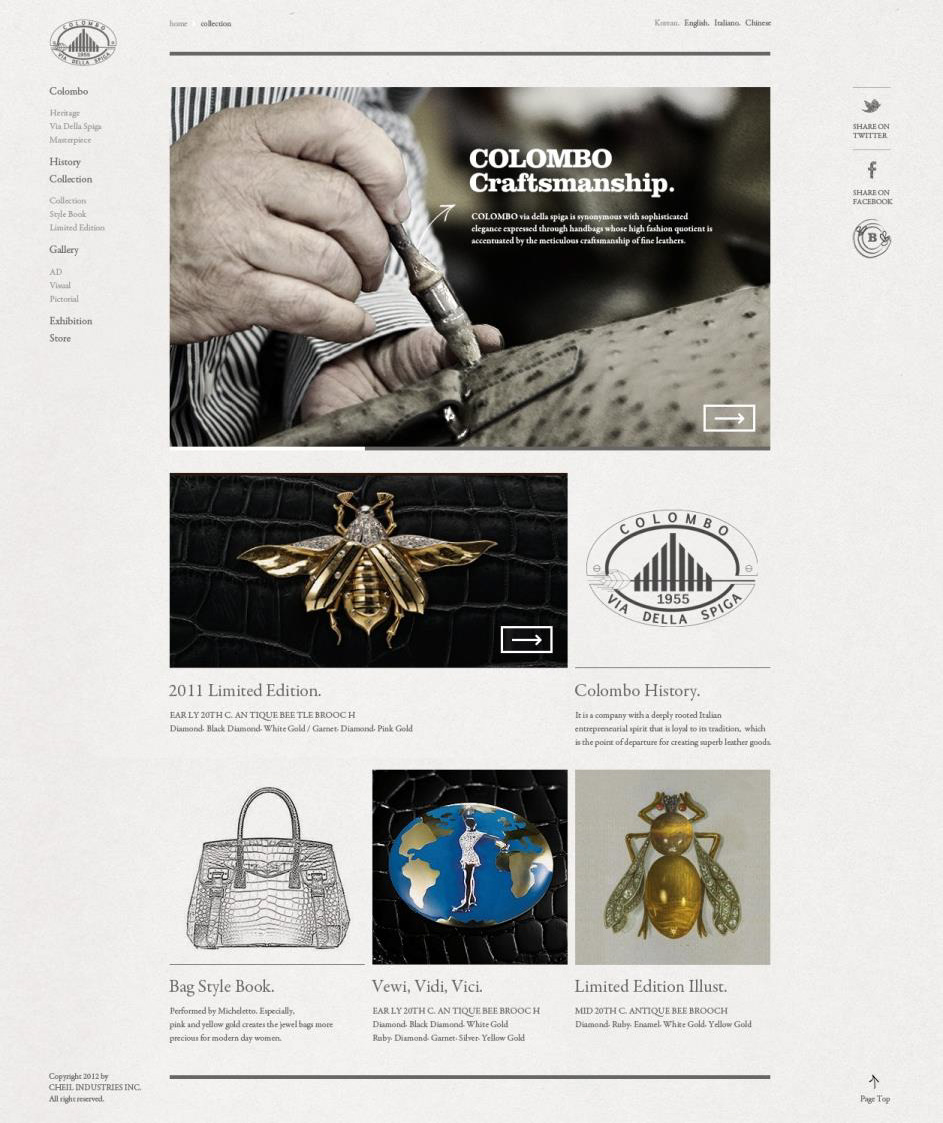 COLOMBO
1955
VIA DELLA SPIGA
home collection
Korean. English. Italiano. Chinese
Colombo
Heritage
Via Della Spiga
Masterpiece
History
Collection
Collection
Style Book
Limited Edition
Gallery
AD
Visual
Pictorial
Exhibition
Store
COLOMBO
Craftsmanship.
COLOMBO via della spiga is synonymous with sophisticated
elegance expressed through handbags whose high fashion quotient is
accentuated by the meticulous craftsmanship of fine leathers.
SHARE ON
TWITTER
SHARE ON
FACEBOOK
B
COLOMBO
1955
VIA DELLA SPIGA
2011 Limited Edition.
EAR LY 20TH C. AN TIQUE BEE TLE BROOC H
Diamond· Black Diamond· White Gold / Garnet· Diamond· Pink Gold
Colombo History.
It is a company with a deeply rooted Italian
entrepreneurial spirit that is loyal to its tradition, which
is the point of departure for creating superb leather goods.
Bag Style Book.
Performed by Micheletto. Especially,
pink and yellow gold creates the jewel bags more
precious for modern day women.
Vewi, Vidi, Vici.
EAR LY 20TH C. AN TIQUE BEE BROOC H
Diamond· Black Diamond· White Gold
Ruby· Diamond· Garnet· Silver· Yellow Gold
Limited Edition Illust.
MID 20TH C. ANTIQUE BEE BROOCH
Diamond· Ruby· Enamel· White Gold· Yellow Gold
Copyright 2012 by
CHEIL INDUSTRIES INC.
All right reserved.
Page Top